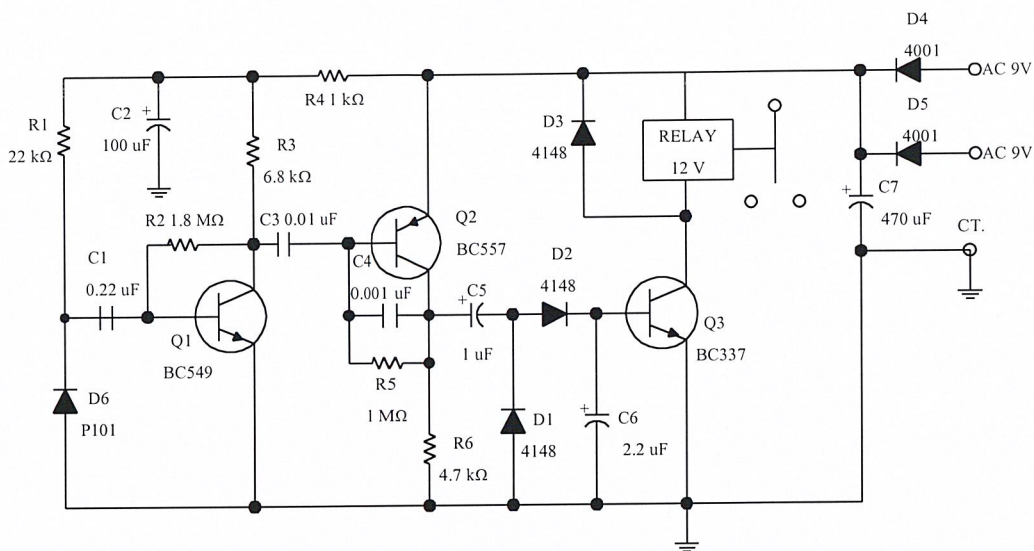 D4
4001
AC 9V
R4 1 kΩ
D5
4001
AC 9V
R1
22 kΩ
C2
+
100 uF
R3
6.8 kΩ
D3
4148
RELAY
12 V
+
C7
470 uF
R2 1.8 MΩ
C3 0.01 uF
Q2
BC557
CT.
C1
0.22 uF
C4
0.001 uF
+
C5
1 uF
D2
4148
Q1
BC549
Q3
BC337
R5
1 MΩ
D6
P101
R6
4.7 kΩ
D1
4148
+
C6
2.2 uF